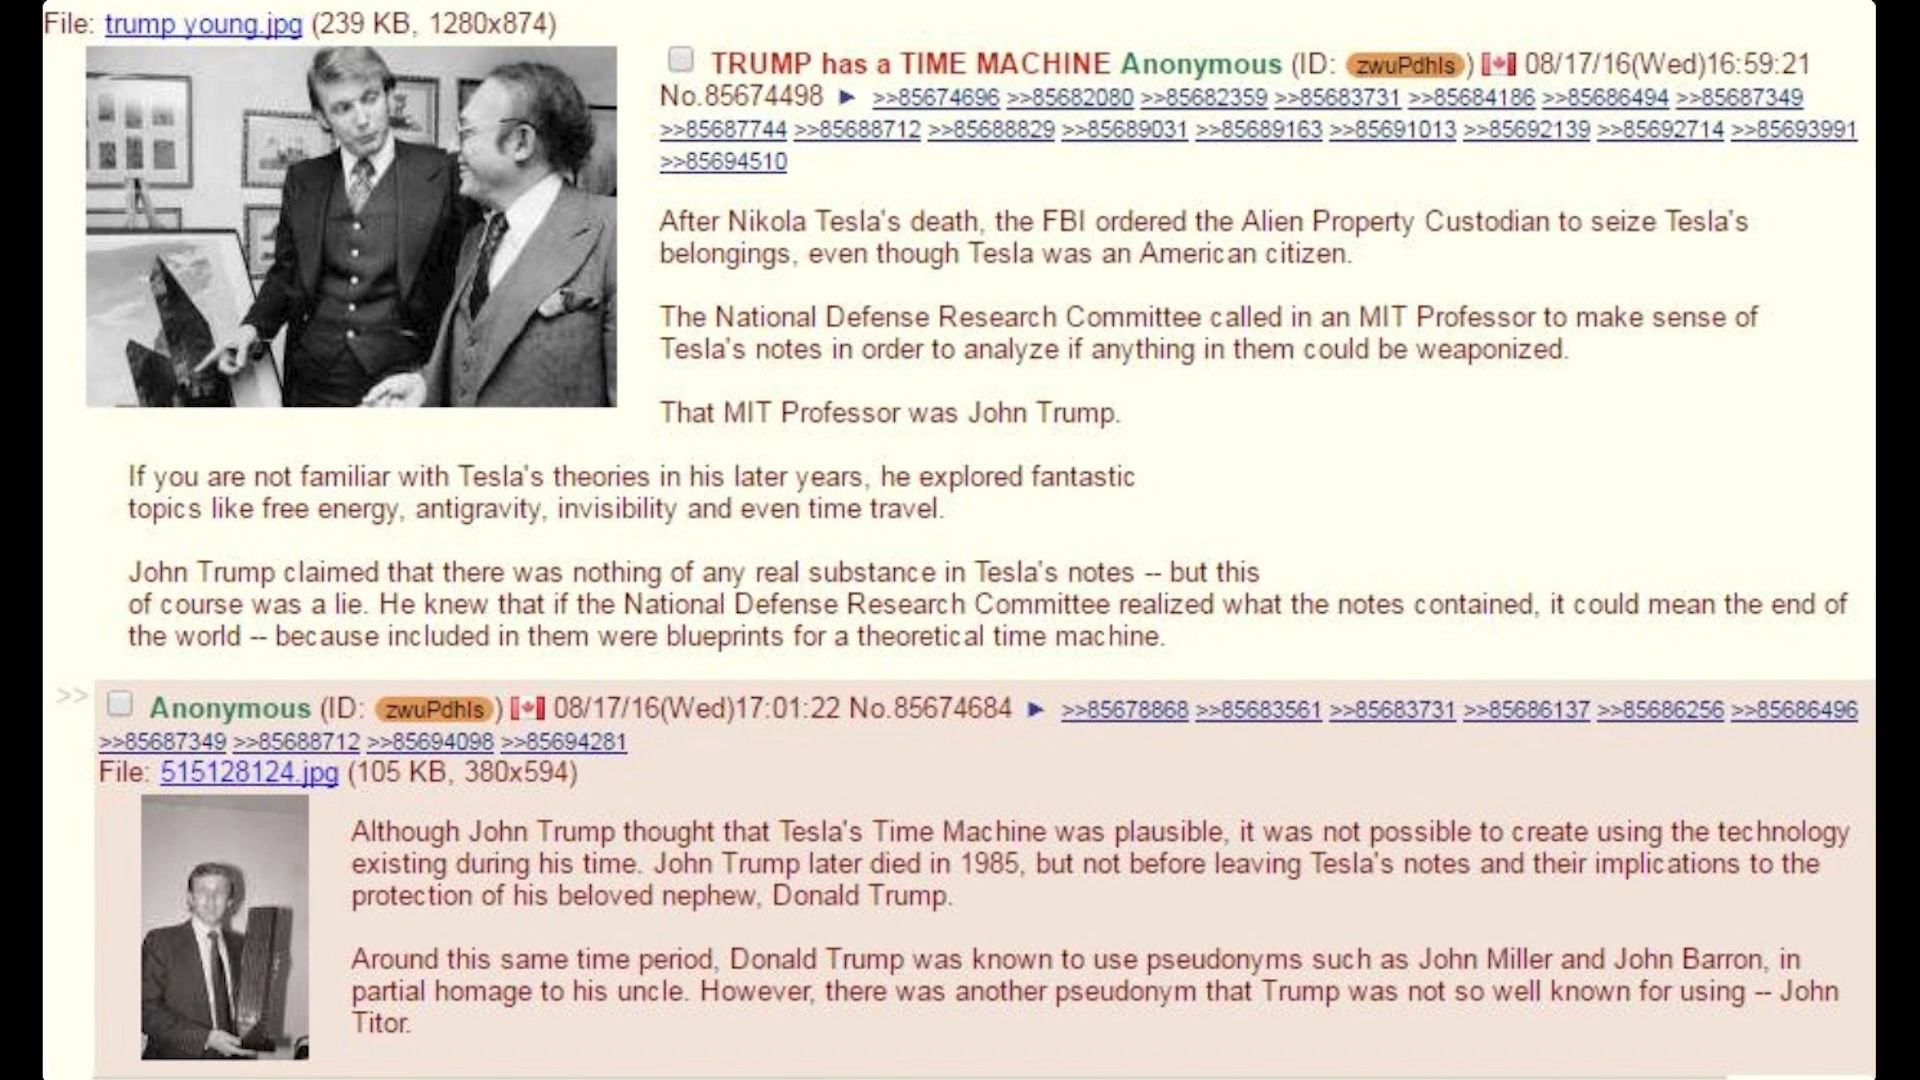 File: trump young.jpg (239 KB, 1280x874)
TRUMP has a TIME MACHINE Anonymous (ID: zwuPdhIs) 08/17/16(Wed)16:59:21
No.85674498 ► >>85674696 >>85682080 >>85682359 >>85683731 >>85684186 >>85686494 >>85687349
>>85687744 >>85688712 >>85688829 >>85689031 >>85689163 >>85691013 >>85692139 >>85692714 >>85693991
>>85694510
After Nikola Tesla's death, the FBI ordered the Alien Property Custodian to seize Tesla's
belongings, even though Tesla was an American citizen.
The National Defense Research Committee called in an MIT Professor to make sense of
Tesla's notes in order to analyze if anything in them could be weaponized.
That MIT Professor was John Trump.
If you are not familiar with Tesla's theories in his later years, he explored fantastic
topics like free energy, antigravity, invisibility and even time travel.
John Trump claimed that there was nothing of any real substance in Tesla's notes -- but this
of course was a lie. He knew that if the National Defense Research Committee realized what the notes contained, it could mean the end of
the world -- because included in them were blueprints for a theoretical time machine.
>> Anonymous (ID: zwuPdhIs) 08/17/16(Wed)17:01:22 No.85674684 ► >>85678868 >>85683561 >>85683731 >>85686137 >>85686256 >>85686496
>>85687349 >>85688712 >>85694098 >>85694281
File: 515128124.jpg (105 KB, 380x594)
Although John Trump thought that Tesla's Time Machine was plausible, it was not possible to create using the technology
existing during his time. John Trump later died in 1985, but not before leaving Tesla's notes and their implications to the
protection of his beloved nephew, Donald Trump.
Around this same time period, Donald Trump was known to use pseudonyms such as John Miller and John Barron, in
partial homage to his uncle. However, there was another pseudonym that Trump was not so well known for using -- John
Titor.